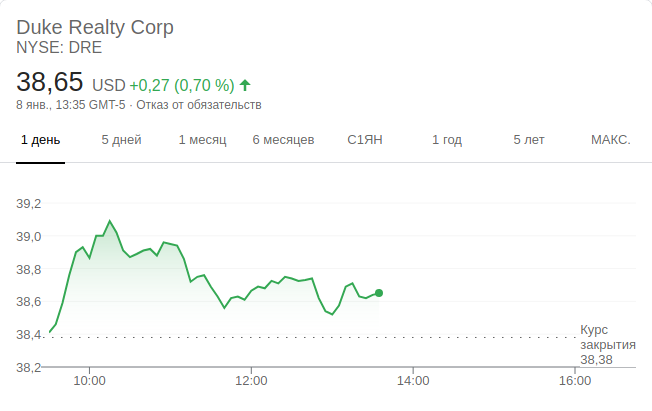 Duke Realty Corp
NYSE: DRE
38,65 USD +0,27 (0,70 %)
8 янв., 13:35 GMT-5 · Отказ от обязательств
1 день 5 дней 1 месяц 6 месяцев С1ЯН 1 год 5 лет МАКС.
39,2
39,0
38,8
38,6
38,4
38,2
Курс
закрытия
38,38
10:00 12:00 14:00 16:00